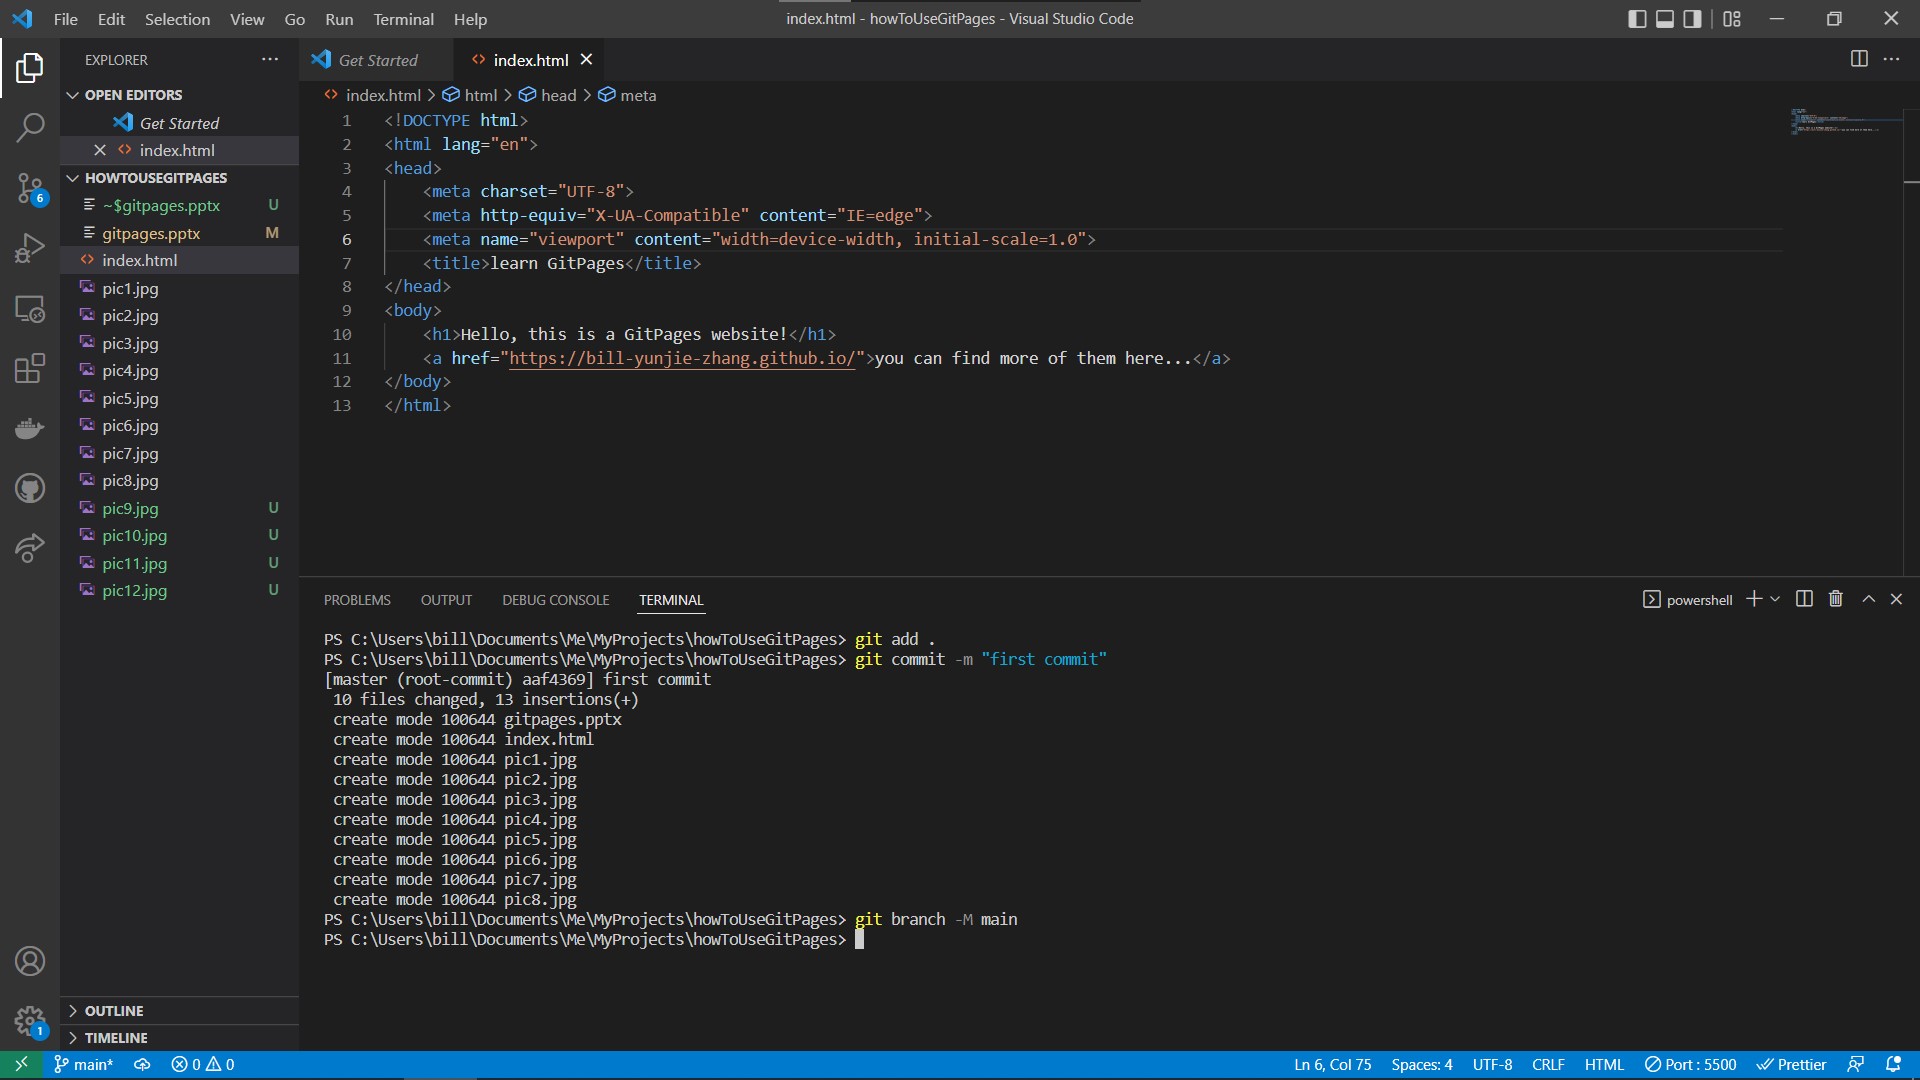 File Edit Selection View Go Run Terminal Help
index.html - howToUseGitPages - Visual Studio Code
EXPLORER
OPEN EDITORS
Get Started
index.html
HOWTOUSEGITPAGES
~$gitpages.pptx U
gitpages.pptx M
index.html
pic1.jpg
pic2.jpg
pic3.jpg
pic4.jpg
pic5.jpg
pic6.jpg
pic7.jpg
pic8.jpg
pic9.jpg U
pic10.jpg U
pic11.jpg U
pic12.jpg U
OUTLINE
TIMELINE
6
1
Get Started index.html
index.html > html > head > meta
1 <!DOCTYPE html>
2 <html lang="en">
3 <head>
4 <meta charset="UTF-8">
5 <meta http-equiv="X-UA-Compatible" content="IE=edge">
6 <meta name="viewport" content="width=device-width, initial-scale=1.0">
7 <title>learn GitPages</title>
8 </head>
9 <body>
10 <h1>Hello, this is a GitPages website!</h1>
11 <a href="https://bill-yunjie-zhang.github.io/">you can find more of them here...</a>
12 </body>
13 </html>
PROBLEMS OUTPUT DEBUG CONSOLE TERMINAL
powershell
PS C:\Users\bill\Documents\Me\MyProjects\howToUseGitPages> git add .
PS C:\Users\bill\Documents\Me\MyProjects\howToUseGitPages> git commit -m "first commit"
[master (root-commit) aaf4369] first commit
10 files changed, 13 insertions(+)
create mode 100644 gitpages.pptx
create mode 100644 index.html
create mode 100644 pic1.jpg
create mode 100644 pic2.jpg
create mode 100644 pic3.jpg
create mode 100644 pic4.jpg
create mode 100644 pic5.jpg
create mode 100644 pic6.jpg
create mode 100644 pic7.jpg
create mode 100644 pic8.jpg
PS C:\Users\bill\Documents\Me\MyProjects\howToUseGitPages> git branch -M main
PS C:\Users\bill\Documents\Me\MyProjects\howToUseGitPages>
main* 0 0 Ln 6, Col 75 Spaces: 4 UTF-8 CRLF HTML Port : 5500 Prettier